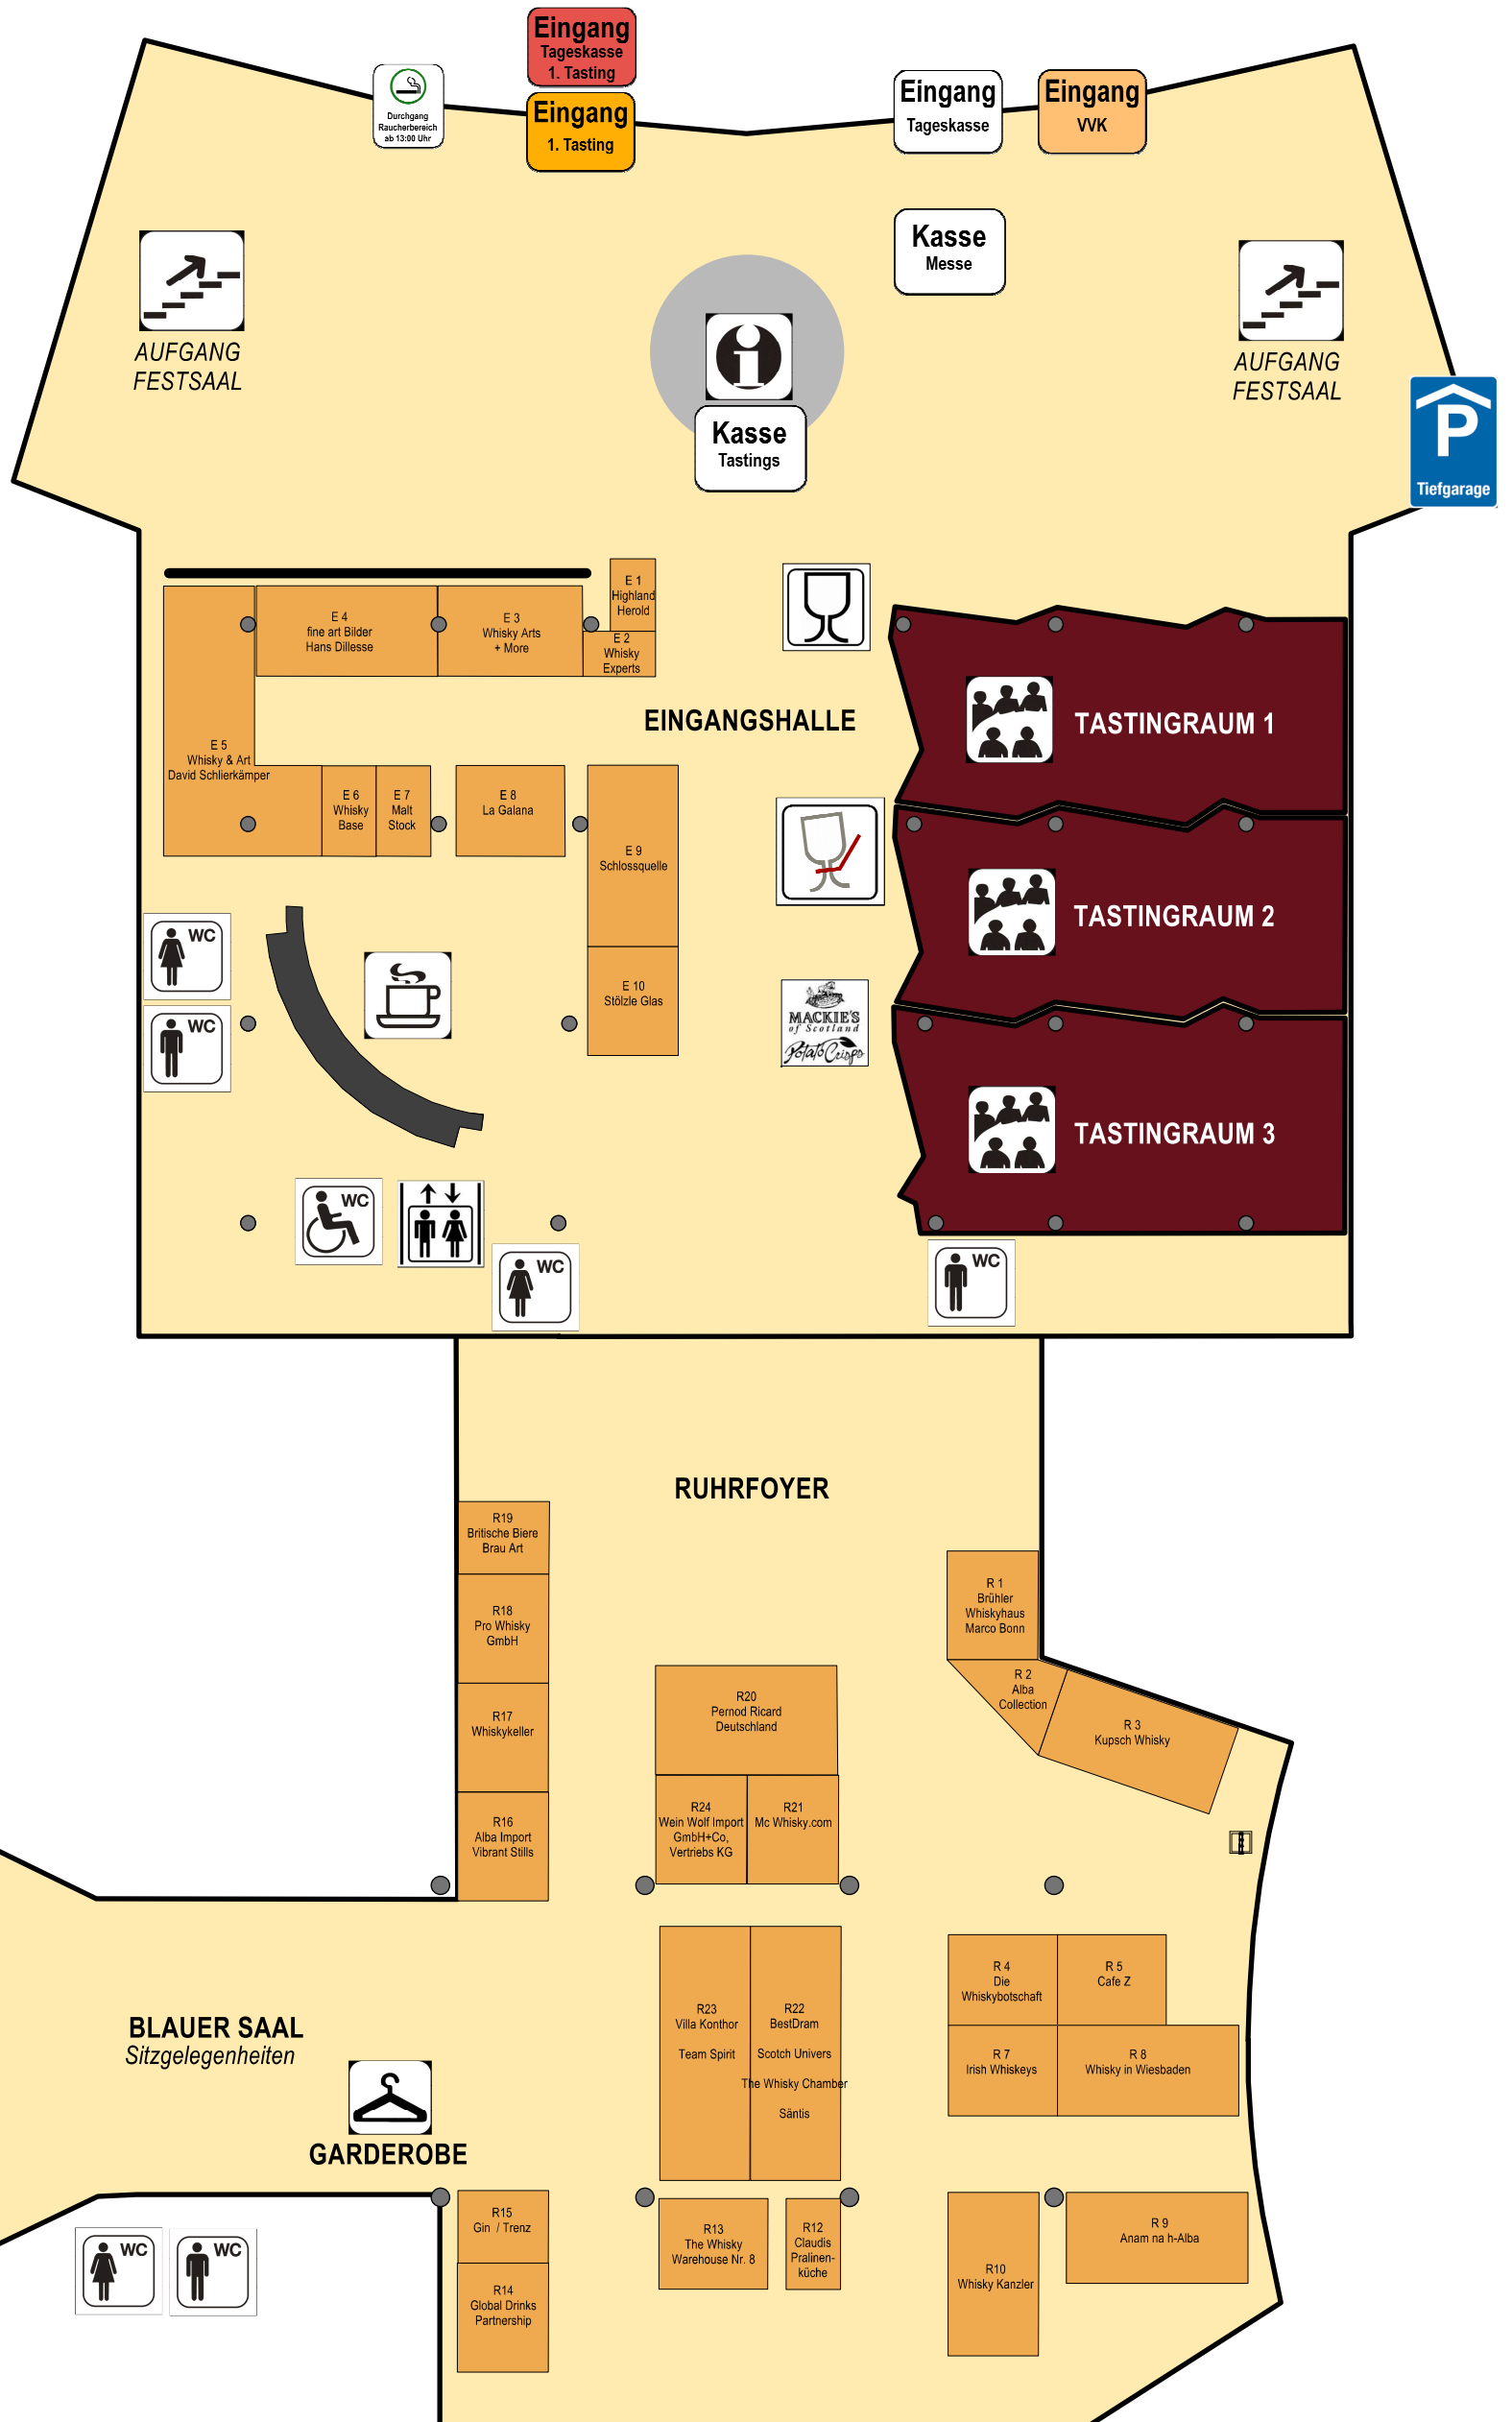 Eingang
Tageskasse
1. Tasting
Eingang
1. Tasting
Durchgang
Raucherbereich
ab 13:00 Uhr
Eingang
Tageskasse
Eingang
VVK
Kasse
Messe
AUFGANG
FESTSAAL
AUFGANG
FESTSAAL
P
Tiefgarage
i
Kasse
Tastings
E 1
Highland
Herold
E 2
Whisky
Experts
E 3
Whisky Arts
+ More
E 4
fine art Bilder
Hans Dillesse
E 5
Whisky & Art
David Schlierkämper
E 6
Whisky
Base
E 7
Malt
Stock
E 8
La Galana
E 9
Schlossquelle
E 10
Stölzle Glas
EINGANGSHALLE
TASTINGRAUM 1
TASTINGRAUM 2
TASTINGRAUM 3
MACKIE'S
of Scotland
Potato Crisps
WC
WC
WC
WC
WC
RUHRFOYER
R19
Britische Biere
Brau Art
R18
Pro Whisky
GmbH
R17
Whiskykeller
R16
Alba Import
Vibrant Stills
R 1
Brühler
Whiskyhaus
Marco Bonn
R 2
Alba
Collection
R 3
Kupsch Whisky
R20
Pernod Ricard
Deutschland
R24
Wein Wolf Import
GmbH+Co,
Vertriebs KG
R21
Mc Whisky.com
R23
Villa Konthor
Team Spirit
R22
BestDram
Scotch Univers
The Whisky Chamber
Säntis
R 4
Die
Whiskybotschaft
R 5
Cafe Z
R 7
Irish Whiskeys
R 8
Whisky in Wiesbaden
BLAUER SAAL
Sitzgelegenheiten
GARDEROBE
R15
Gin / Trenz
R14
Global Drinks
Partnership
R13
The Whisky
Warehouse Nr. 8
R12
Claudis
Pralinen-
küche
R10
Whisky Kanzler
R 9
Anam na h-Alba
WC
WC